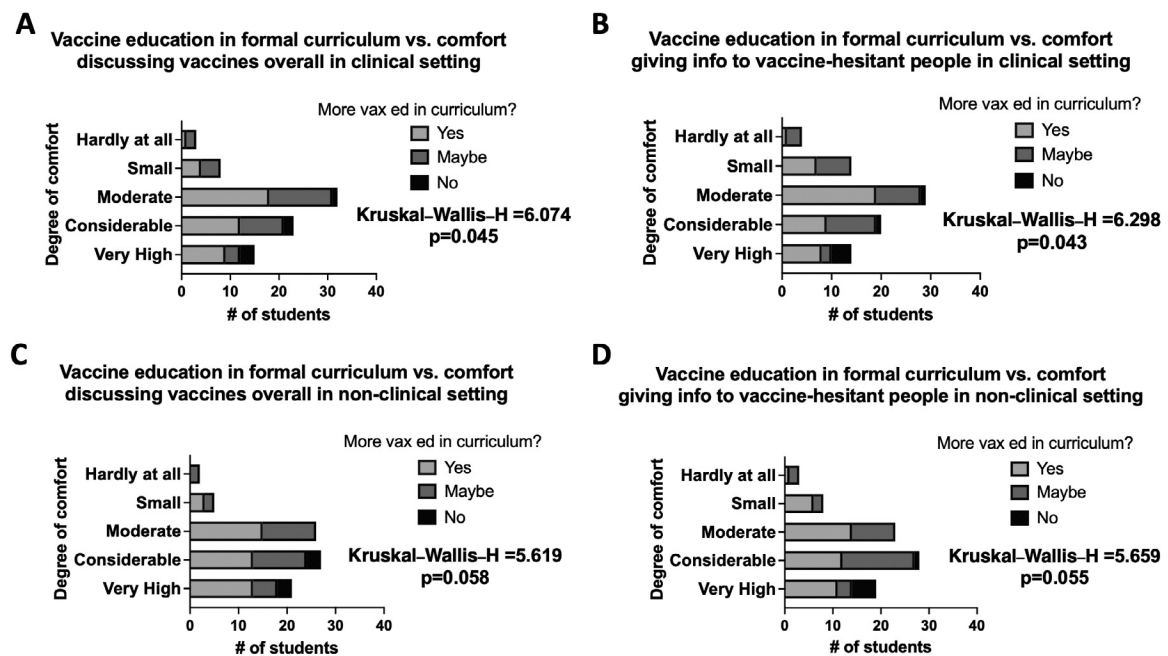 A
Vaccine education in formal curriculum vs. comfort
discussing vaccines overall in clinical setting
More vax ed in curriculum?
Yes
Maybe
No
Degree of comfort
Hardly at all
Small
Moderate
Considerable
Very High
Kruskal–Wallis–H =6.074
p=0.045
0 10 20 30 40
# of students
B
Vaccine education in formal curriculum vs. comfort
giving info to vaccine-hesitant people in clinical setting
More vax ed in curriculum?
Yes
Maybe
No
Degree of comfort
Hardly at all
Small
Moderate
Considerable
Very High
Kruskal–Wallis–H =6.298
p=0.043
0 10 20 30 40
# of students
C
Vaccine education in formal curriculum vs. comfort
discussing vaccines overall in non-clinical setting
More vax ed in curriculum?
Yes
Maybe
No
Degree of comfort
Hardly at all
Small
Moderate
Considerable
Very High
Kruskal–Wallis–H =5.619
p=0.058
0 10 20 30 40
# of students
D
Vaccine education in formal curriculum vs. comfort
giving info to vaccine-hesitant people in non-clinical setting
More vax ed in curriculum?
Yes
Maybe
No
Degree of comfort
Hardly at all
Small
Moderate
Considerable
Very High
Kruskal–Wallis–H =5.659
p=0.055
0 10 20 30 40
# of students